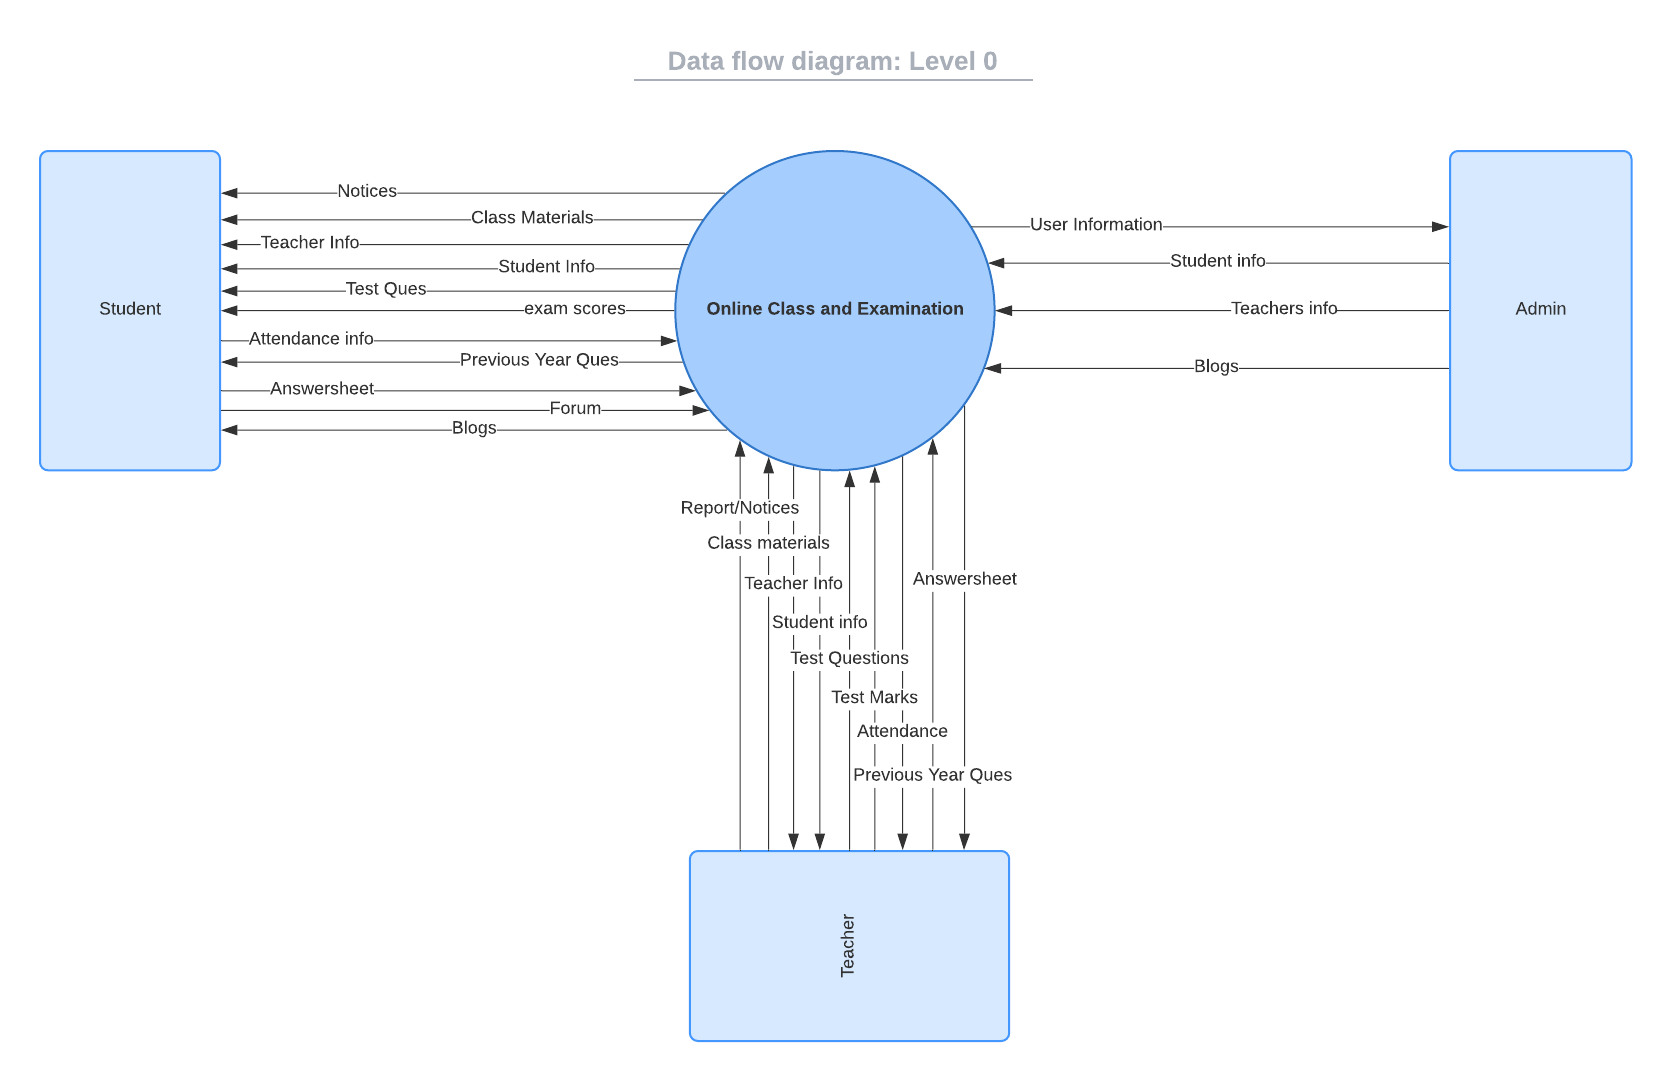 Data flow diagram: Level 0
Notices
Class Materials
Teacher Info
Student Info
Test Ques
exam scores
Student
Attendance info
Previous Year Ques
Answersheet
Forum
Blogs
Online Class and Examination
User Information
Student info
Teachers info
Admin
Blogs
Report/Notices
Class materials
Answersheet
Teacher Info
Student info
Test Questions
Test Marks
Attendance
Previous Year Ques
Teacher